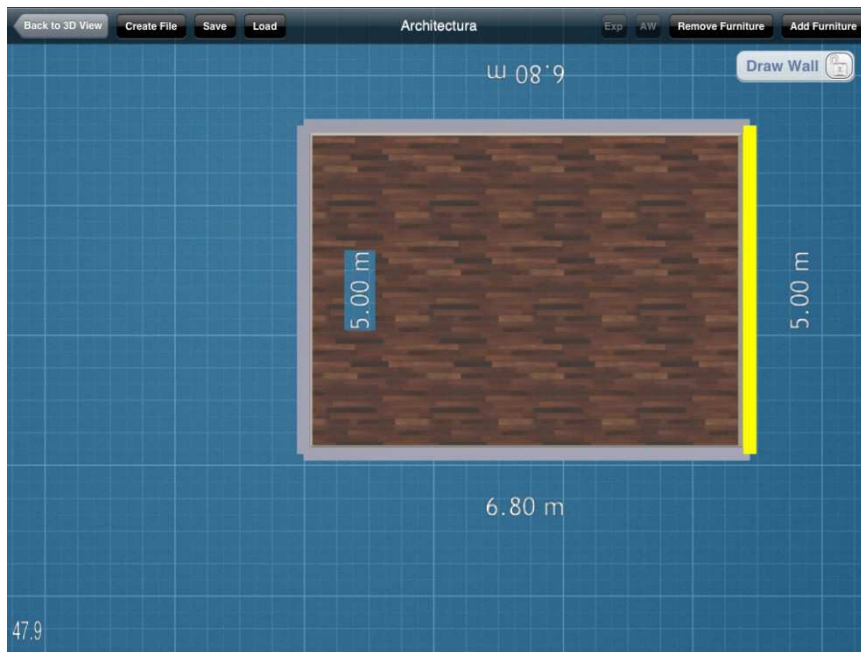 Back to 3D View Create File Save Load Architectura Exp AW Remove Furniture Add Furniture
Draw Wall
6.80 m
5.00 m
5.00 m
6.80 m
47.9